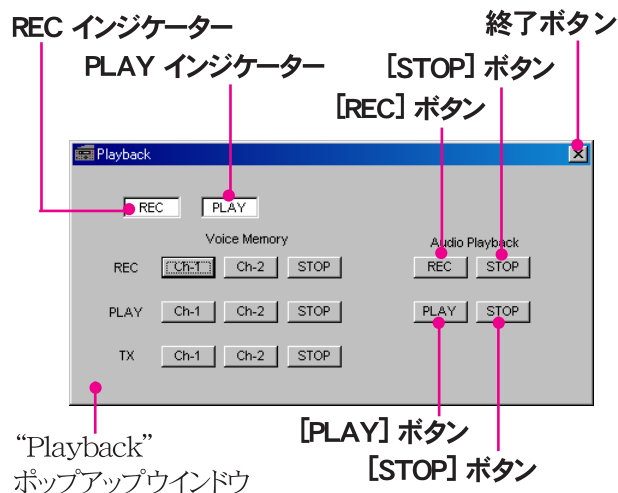 REC インジケーター
終了ボタン
PLAY インジケーター
[STOP] ボタン
[REC] ボタン
Playback
REC
PLAY
Voice Memory
Audio Playback
REC Ch-1 Ch-2 STOP REC STOP
PLAY Ch-1 Ch-2 STOP PLAY STOP
TX Ch-1 Ch-2 STOP
“Playback”
ポップアップウインドウ
[PLAY] ボタン
[STOP] ボタン